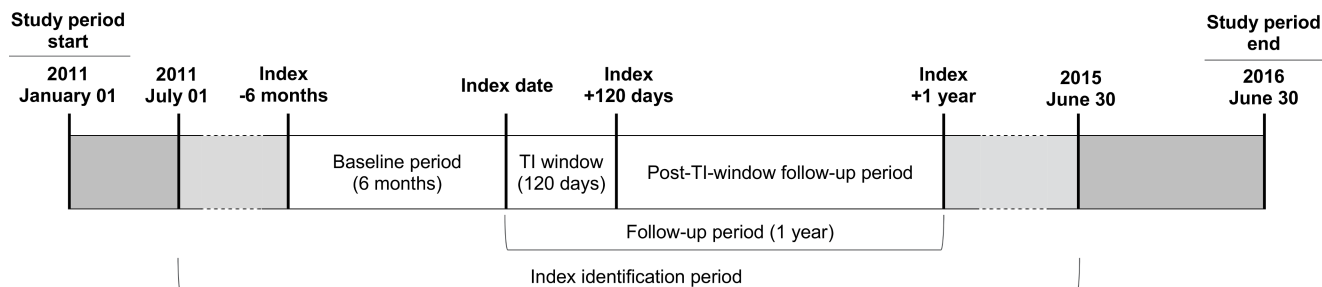 Study period
start
Study period
end
2011
January 01
2011
July 01
Index
-6 months
Index date
Index
+120 days
Index
+1 year
2015
June 30
2016
June 30
Baseline period
(6 months)
TI window
(120 days)
Post-TI-window follow-up period
Follow-up period (1 year)
Index identification period